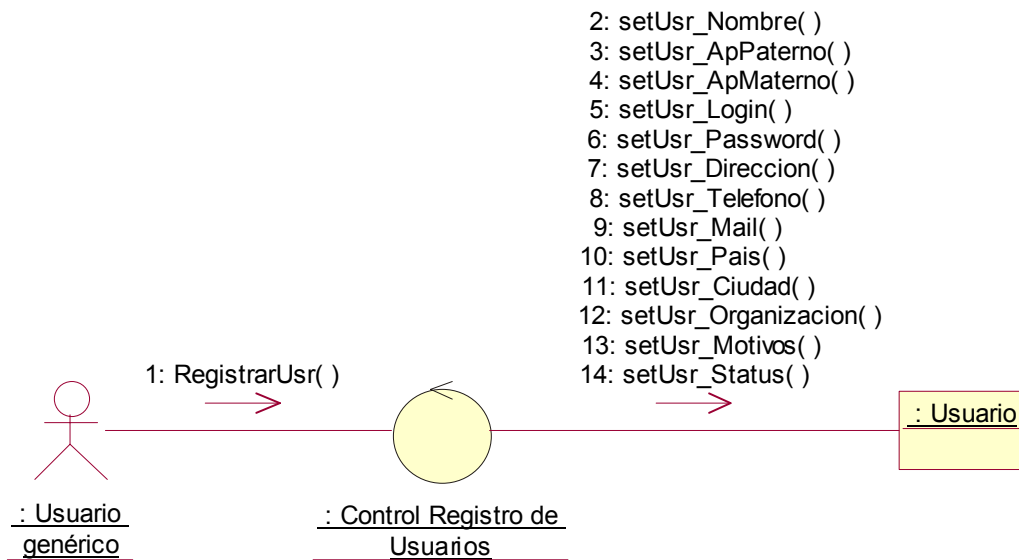 2: setUsr_Nombre( )
3: setUsr_ApPaterno( )
4: setUsr_ApMaterno( )
5: setUsr_Login( )
6: setUsr_Password( )
7: setUsr_Direccion( )
8: setUsr_Telefono( )
9: setUsr_Mail( )
10: setUsr_Pais( )
11: setUsr_Ciudad( )
12: setUsr_Organizacion( )
13: setUsr_Motivos( )
14: setUsr_Status( )
1: RegistrarUsr( )
: Usuario
: Usuario
genérico
: Control Registro de
Usuarios